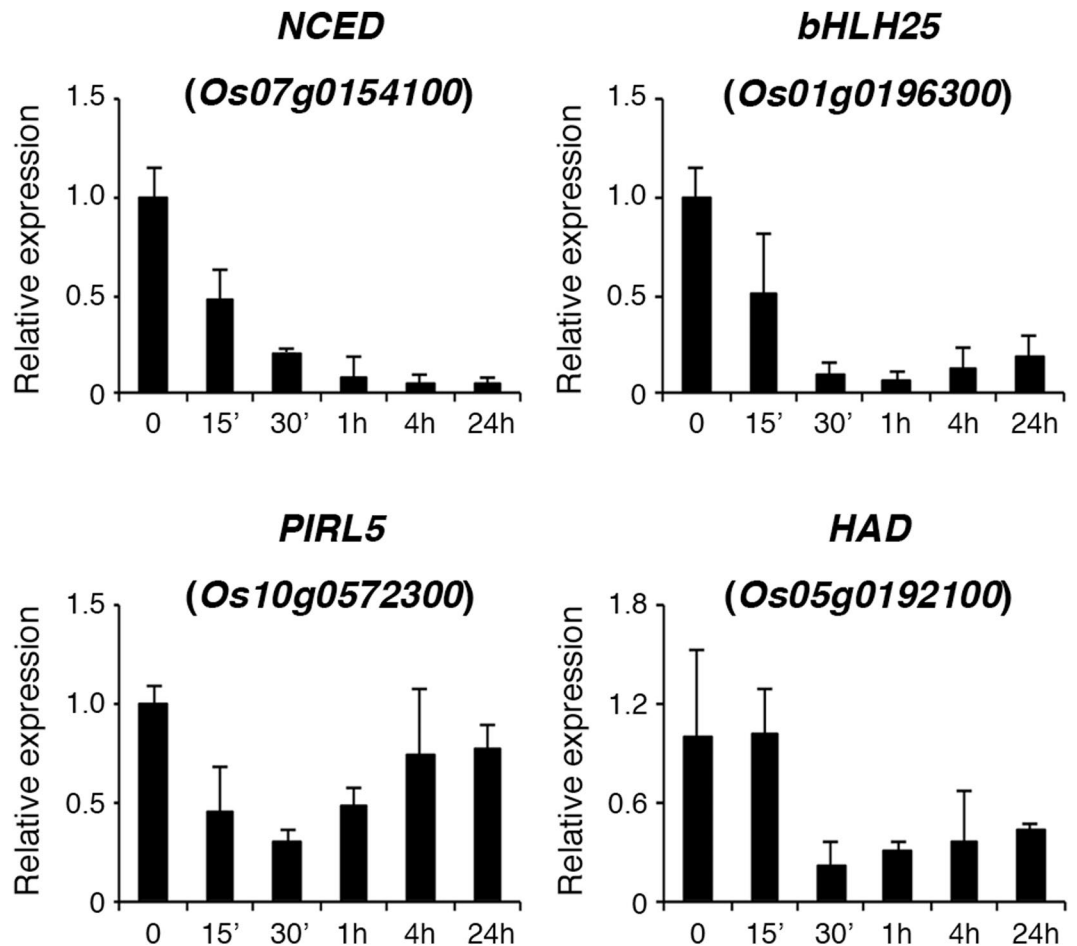 NCED
(Os07g0154100)
Relative expression
1.5
1.0
0.5
0
0 15’ 30’ 1h 4h 24h
bHLH25
(Os01g0196300)
Relative expression
1.5
1.0
0.5
0
0 15’ 30’ 1h 4h 24h
PIRL5
(Os10g0572300)
Relative expression
1.5
1.0
0.5
0
0 15’ 30’ 1h 4h 24h
HAD
(Os05g0192100)
Relative expression
1.8
1.2
0.6
0
0 15’ 30’ 1h 4h 24h